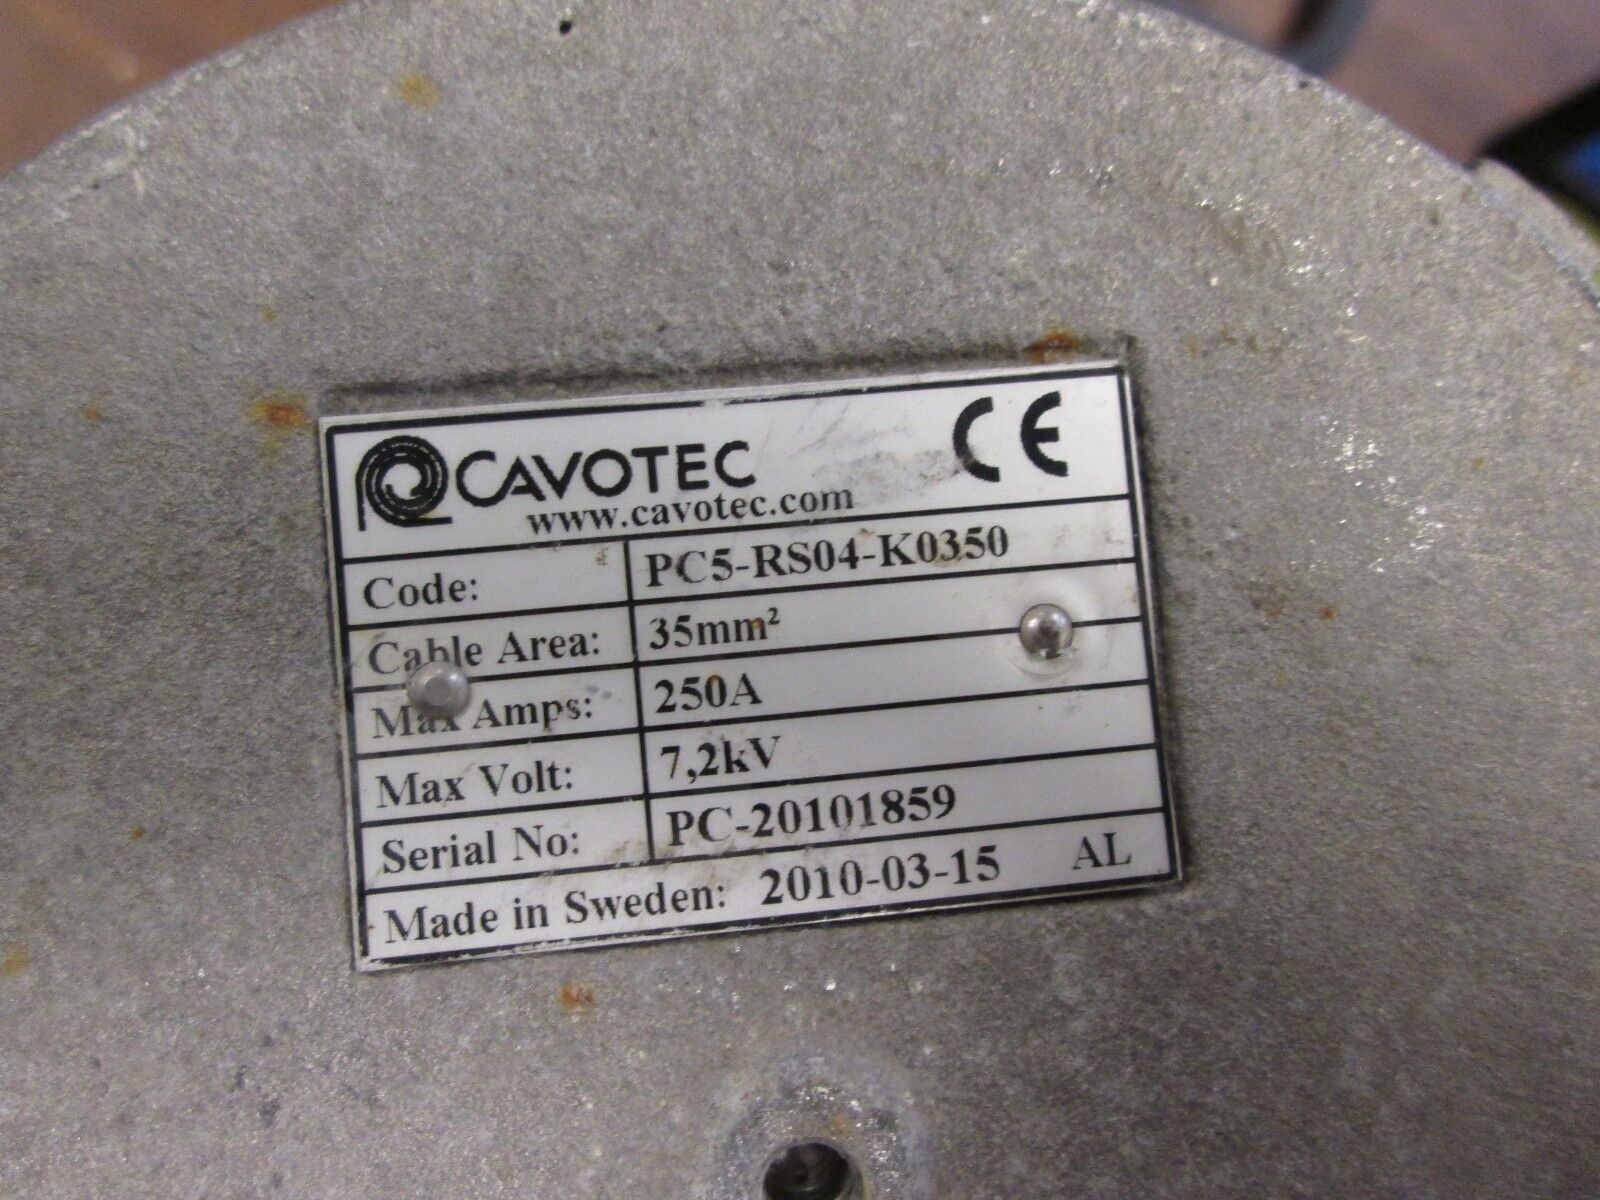 CAVOTEC CE
www.cavotec.com
Code: PC5-RS04-K0350
Cable Area: 35mm²
Max Amps: 250A
Max Volt: 7,2kV
Serial No: PC-20101859
Made in Sweden: 2010-03-15 AL